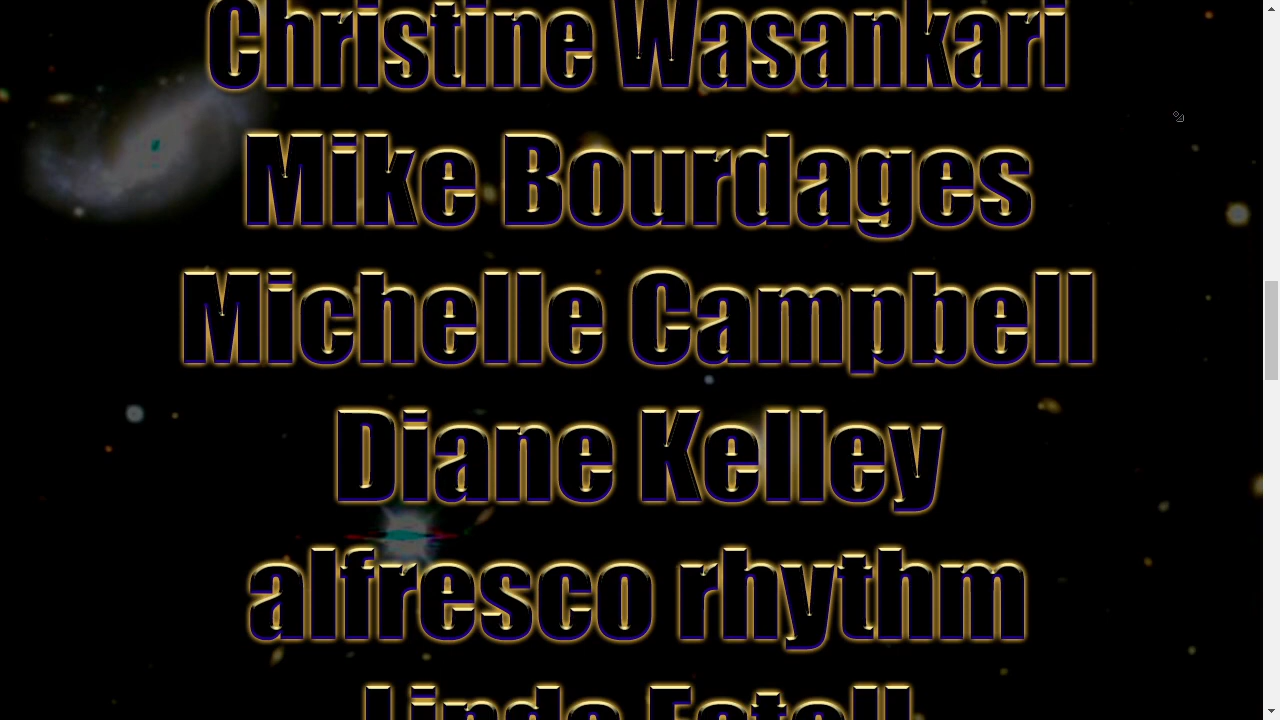 Christine Wasankari
Mike Bourdages
Michelle Campbell
Diane Kelley
alfresco rhythm